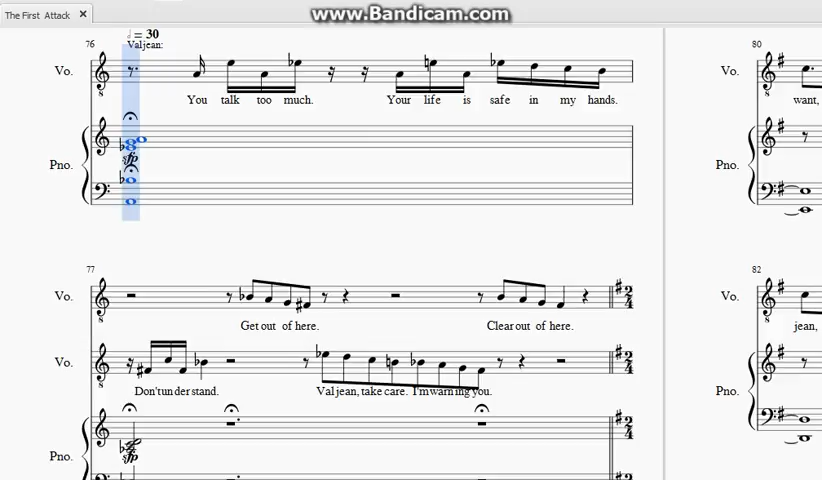 www.Bandicam.com
The First Attack ×
= 30
76
Valjean:
80
Vo.
You talk too much. Your life is safe in my hands.
Vo.
want,
Pno.
sfp
Pno.
77
82
Vo.
Get out of here. Clear out of here.
Vo.
jean,
Vo.
Don't un der stand. Val jean, take care. I'm warn ing you.
Pno.
Pno.
sfp